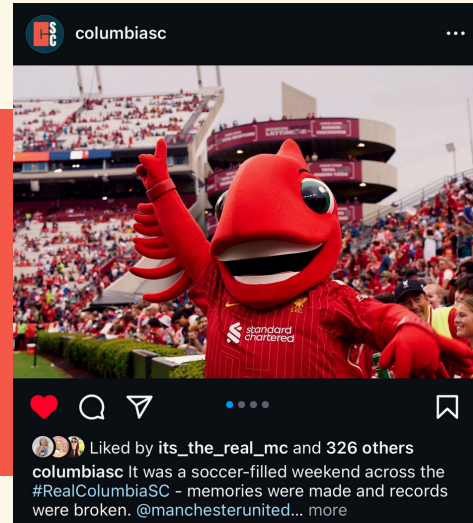 C S C
columbiasc
standard
chartered
Liked by its_the_real_mc and 326 others
columbiasc It was a soccer-filled weekend across the
#RealColumbiaSC - memories were made and records
were broken. @manchesterunited... more